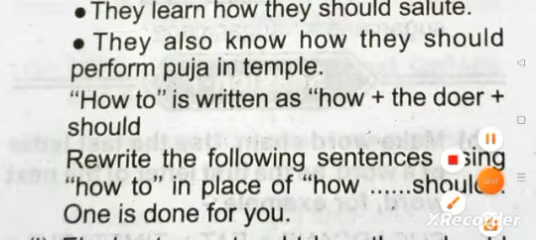 • They learn how they should salute.
• They also know how they should
perform puja in temple.
"How to" is written as "how + the doer +
should
Rewrite the following sentences using
"how to" in place of "how ......should".
One is done for you.
XRecorder